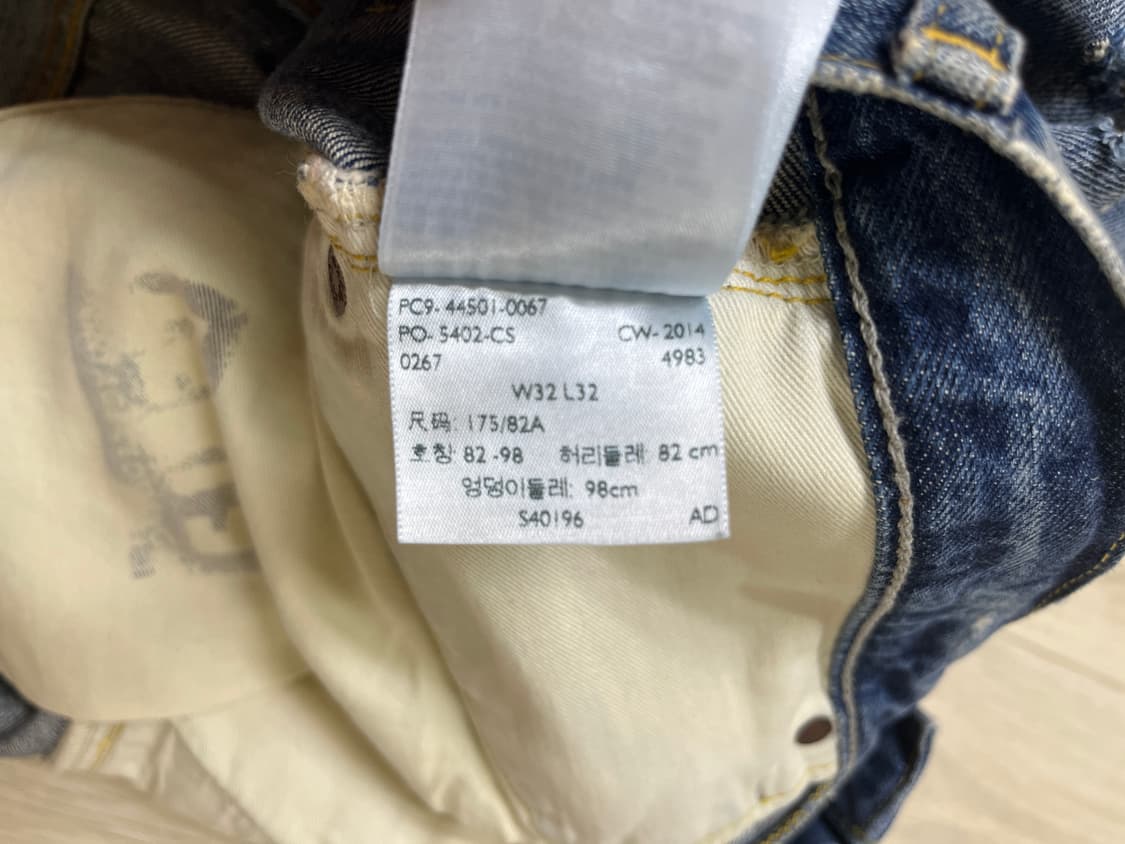 PC9- 44501-0067
PO- 5402-CS CW- 2014
0267 4983
W32 L32
尺码: 175/82A
호칭 82 -98 허리둘레: 82 cm
엉덩이둘레: 98cm
S40196 AD